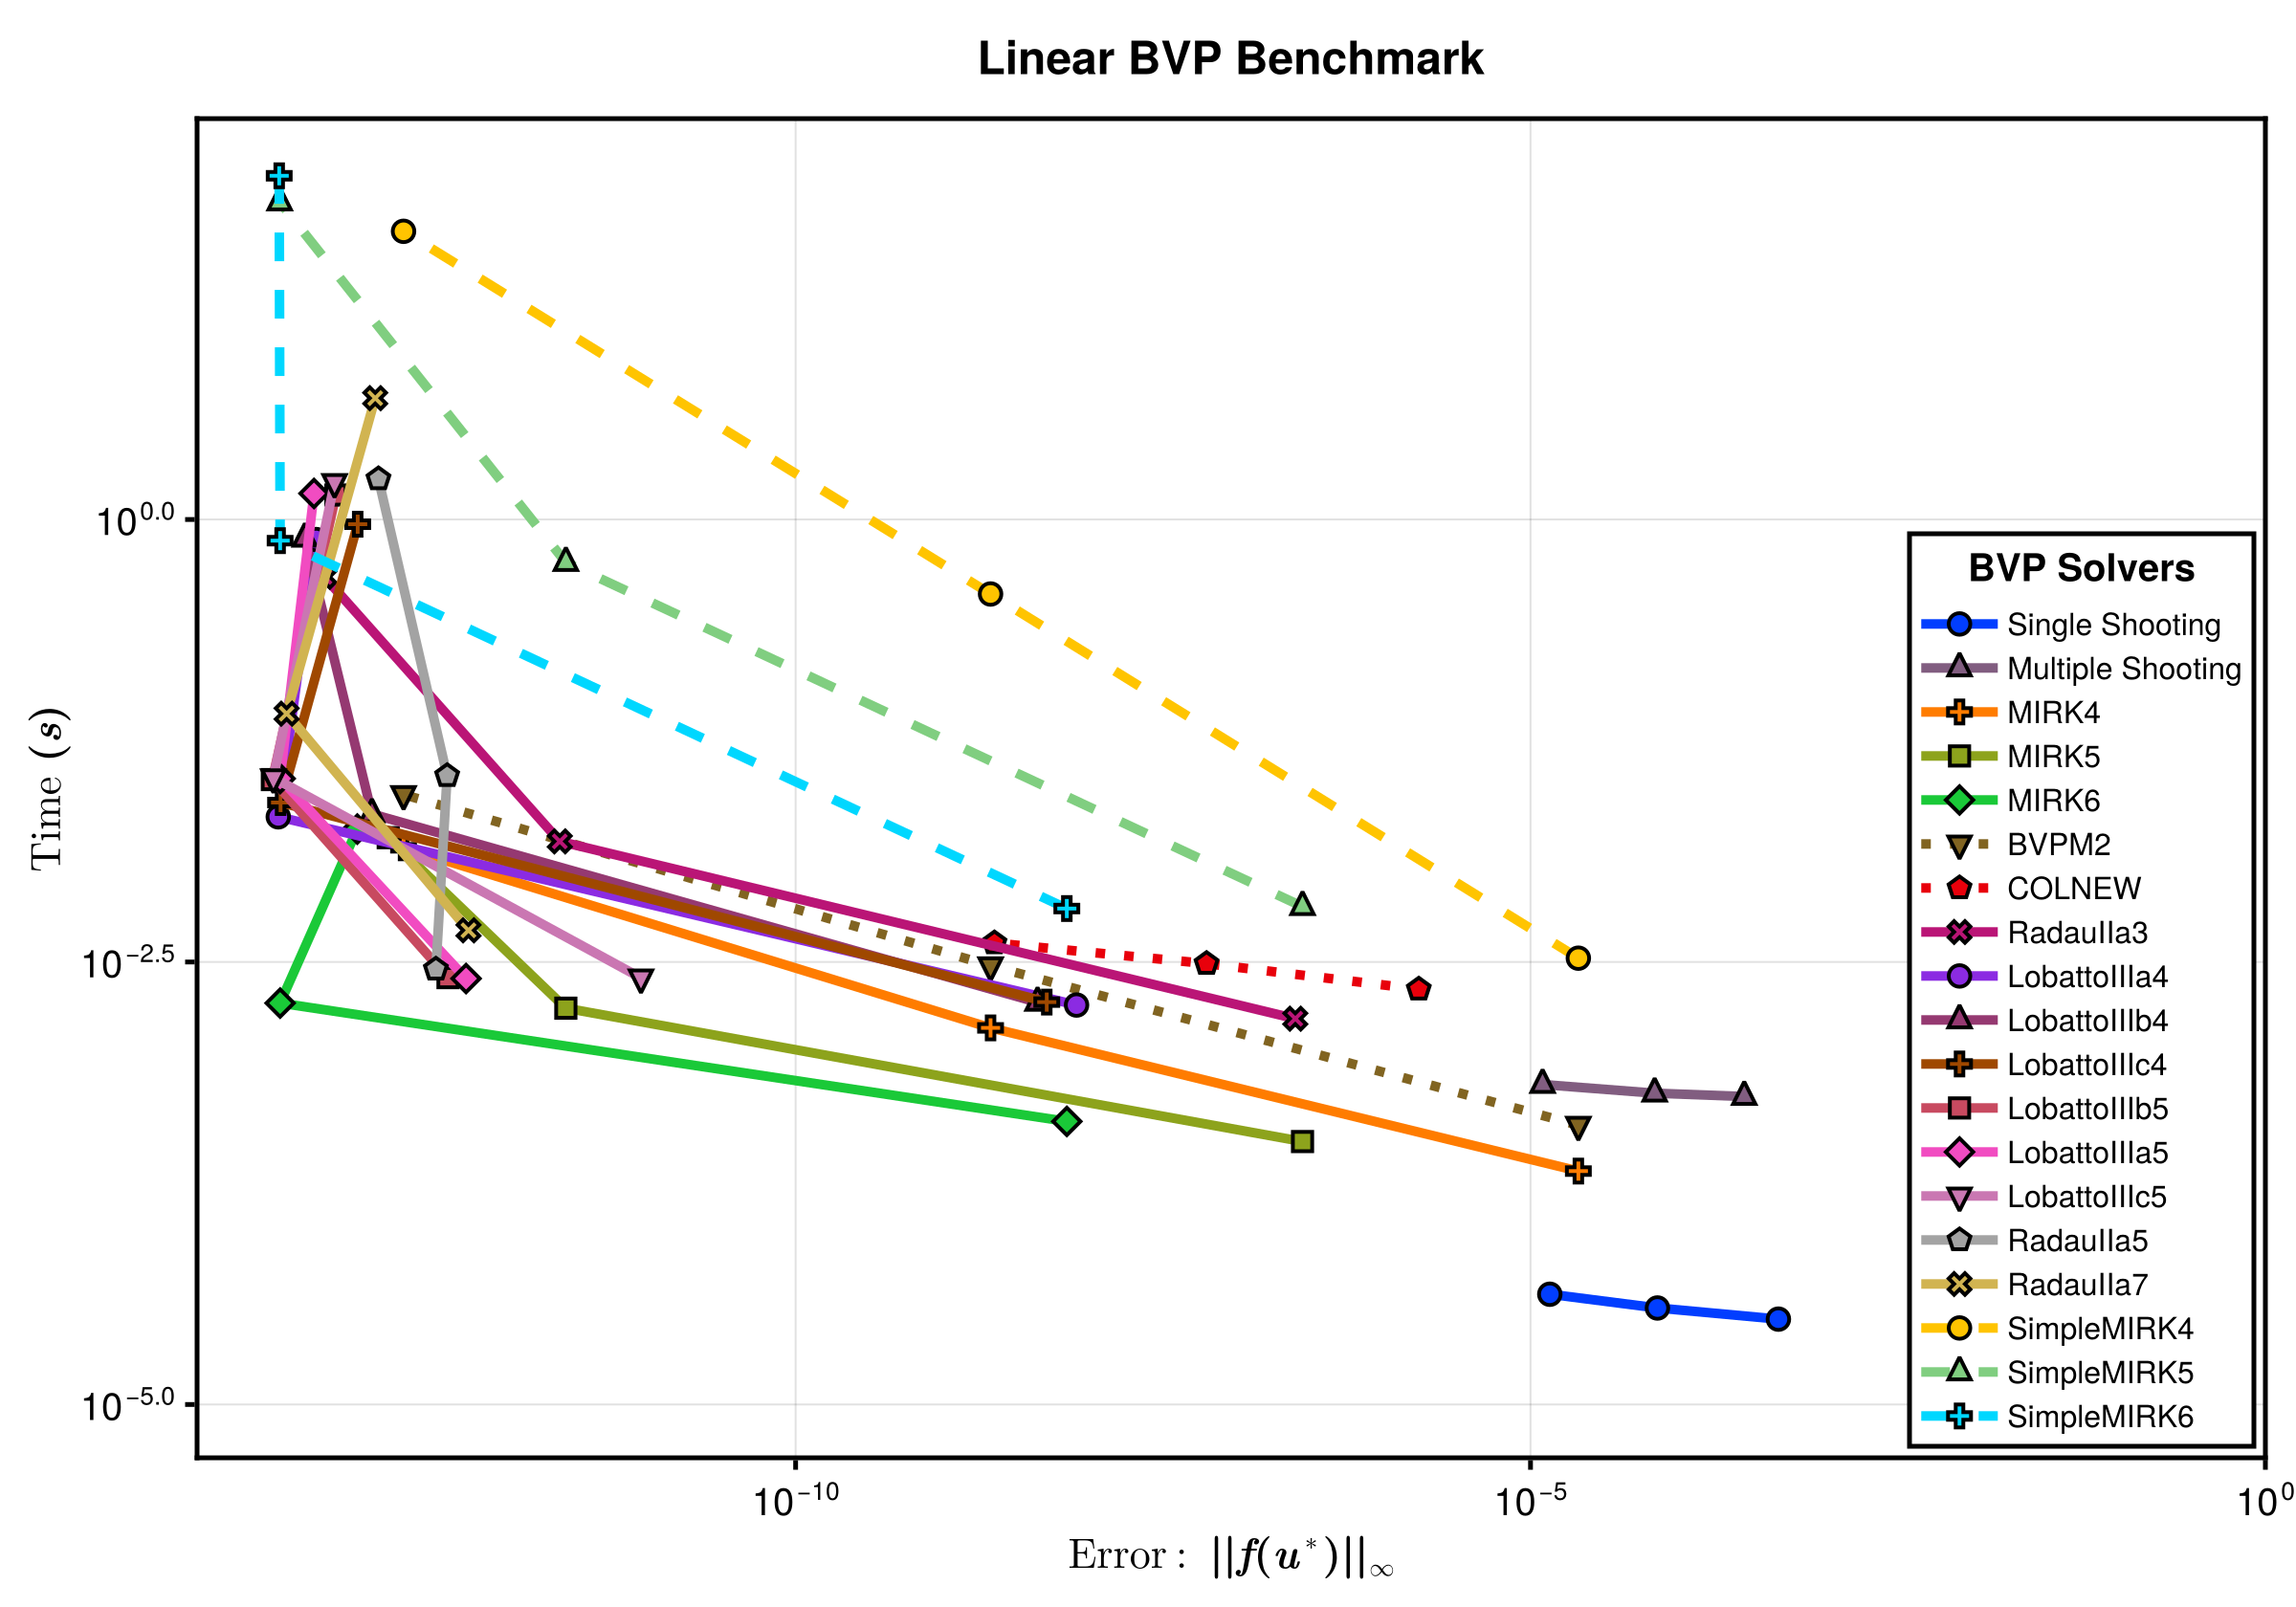 Linear BVP Benchmark
10^0.0
10^−2.5
10^−5.0
Time (s)
BVP Solvers
Single Shooting
Multiple Shooting
MIRK4
MIRK5
MIRK6
BVPM2
COLNEW
RadauIIa3
LobattoIIIa4
LobattoIIIb4
LobattoIIIc4
LobattoIIIb5
LobattoIIIa5
LobattoIIIc5
RadauIIa5
RadauIIa7
SimpleMIRK4
SimpleMIRK5
SimpleMIRK6
10^−10 10^−5 10^0
Error : ||f(u*)||∞